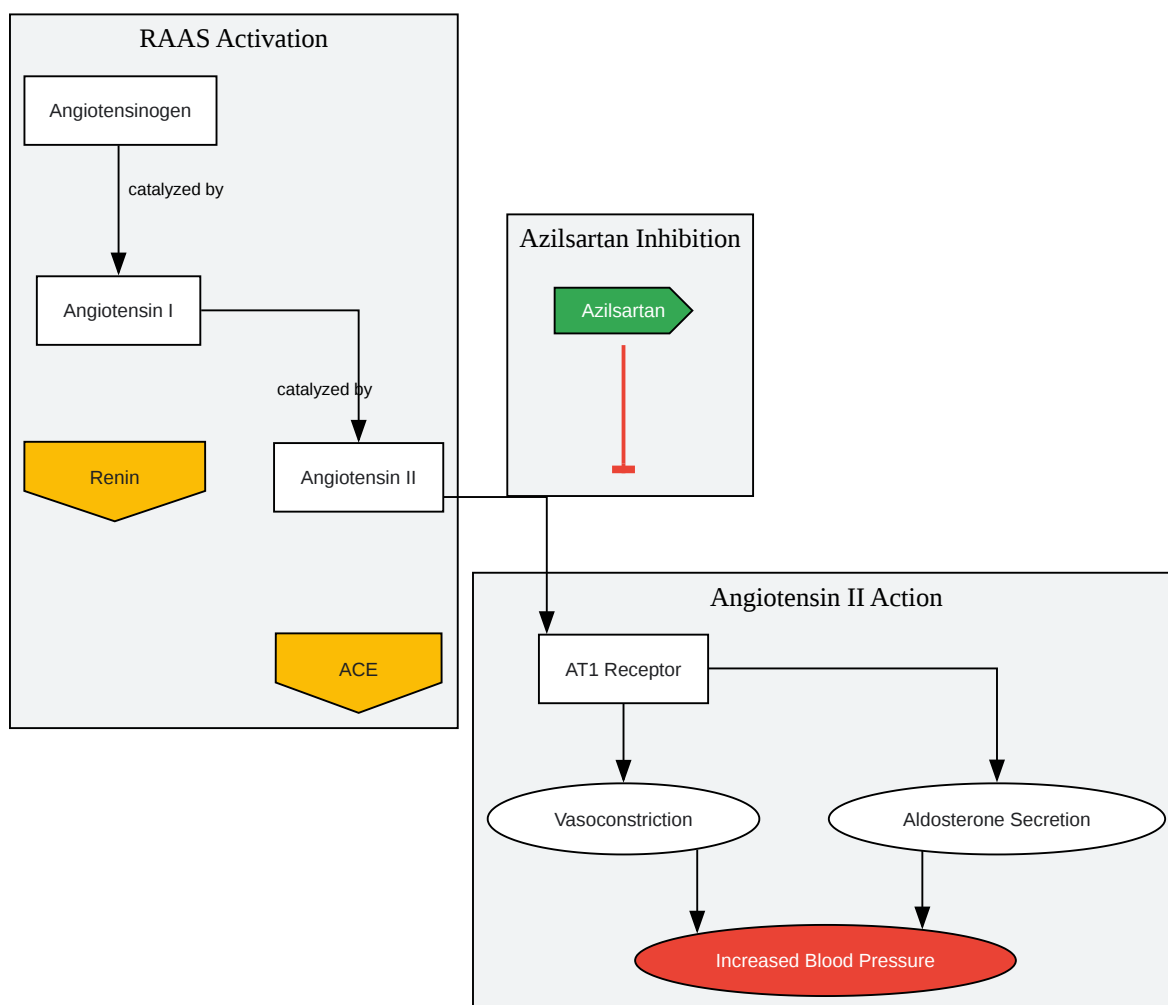 RAAS Activation
Angiotensinogen
catalyzed by
Angiotensin I
catalyzed by
Renin
Angiotensin II
ACE
Azilsartan Inhibition
Azilsartan
Angiotensin II Action
AT1 Receptor
Vasoconstriction
Aldosterone Secretion
Increased Blood Pressure